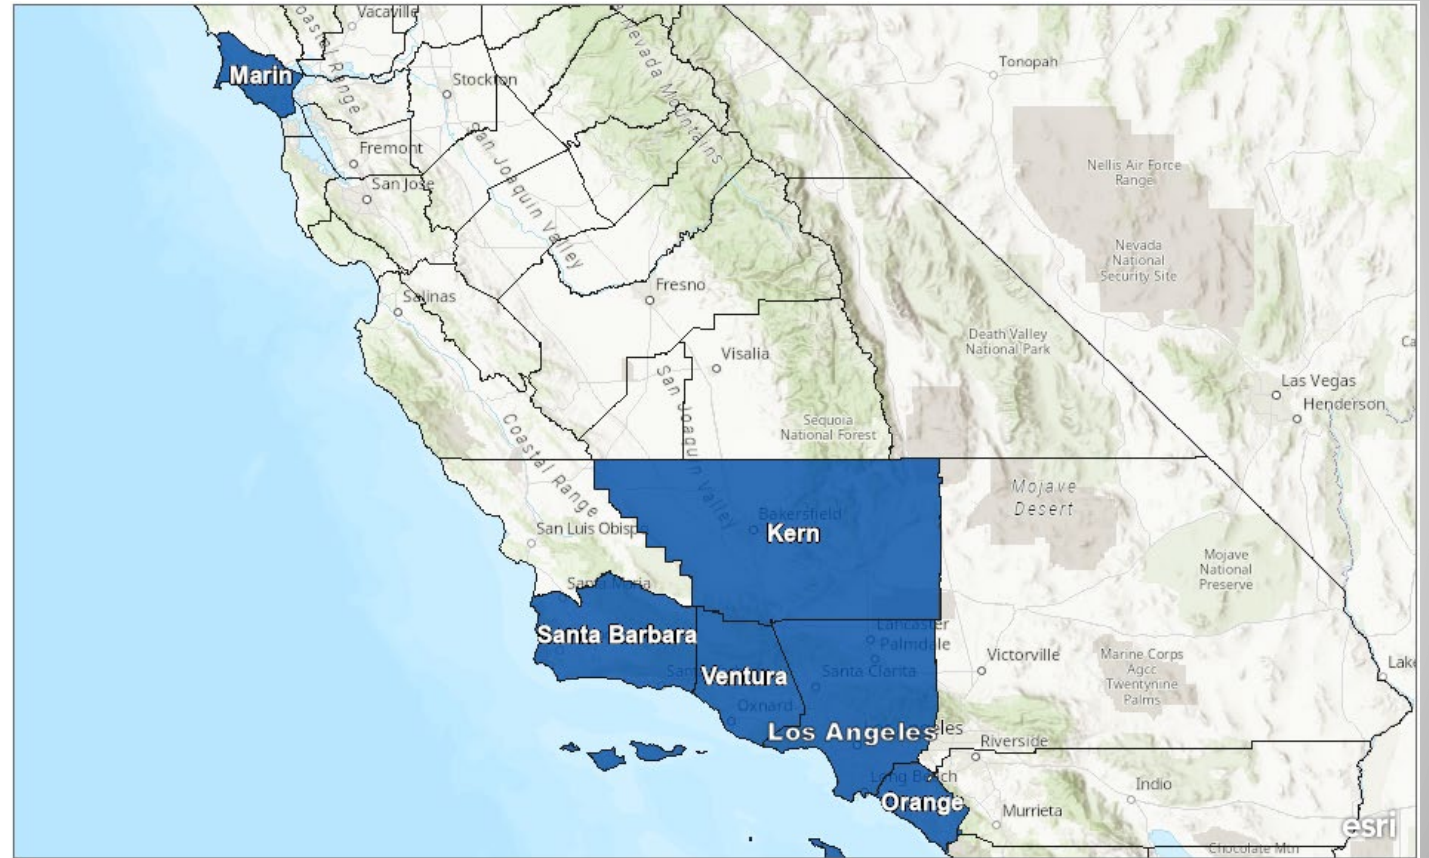 Vacaville
Coastal Range
Marin
Stockton
Sierra Nevada Mountains
Tonopah
Fremont
San Jose
San Joaquin Valley
Nellis Air Force
Range
Nevada
National
Security Site
Salinas
Fresno
Visalia
Death Valley
National Park
Las Vegas
Henderson
Sequoia
National Forest
San Joaquin Valley
Coastal Range
Mojave
Desert
San Luis Obispo
Bakersfield
Kern
Mojave
National
Preserve
Santa Maria
Santa Barbara
Lancaster
Palmdale
Ventura
Santa Clarita
Oxnard
Victorville
Marine Corps
Agcc
Twentynine
Palms
Lake
Los Angeles
Riverside
Long Beach
Orange
Murrieta
Indio
Chocolate Mtn
esri